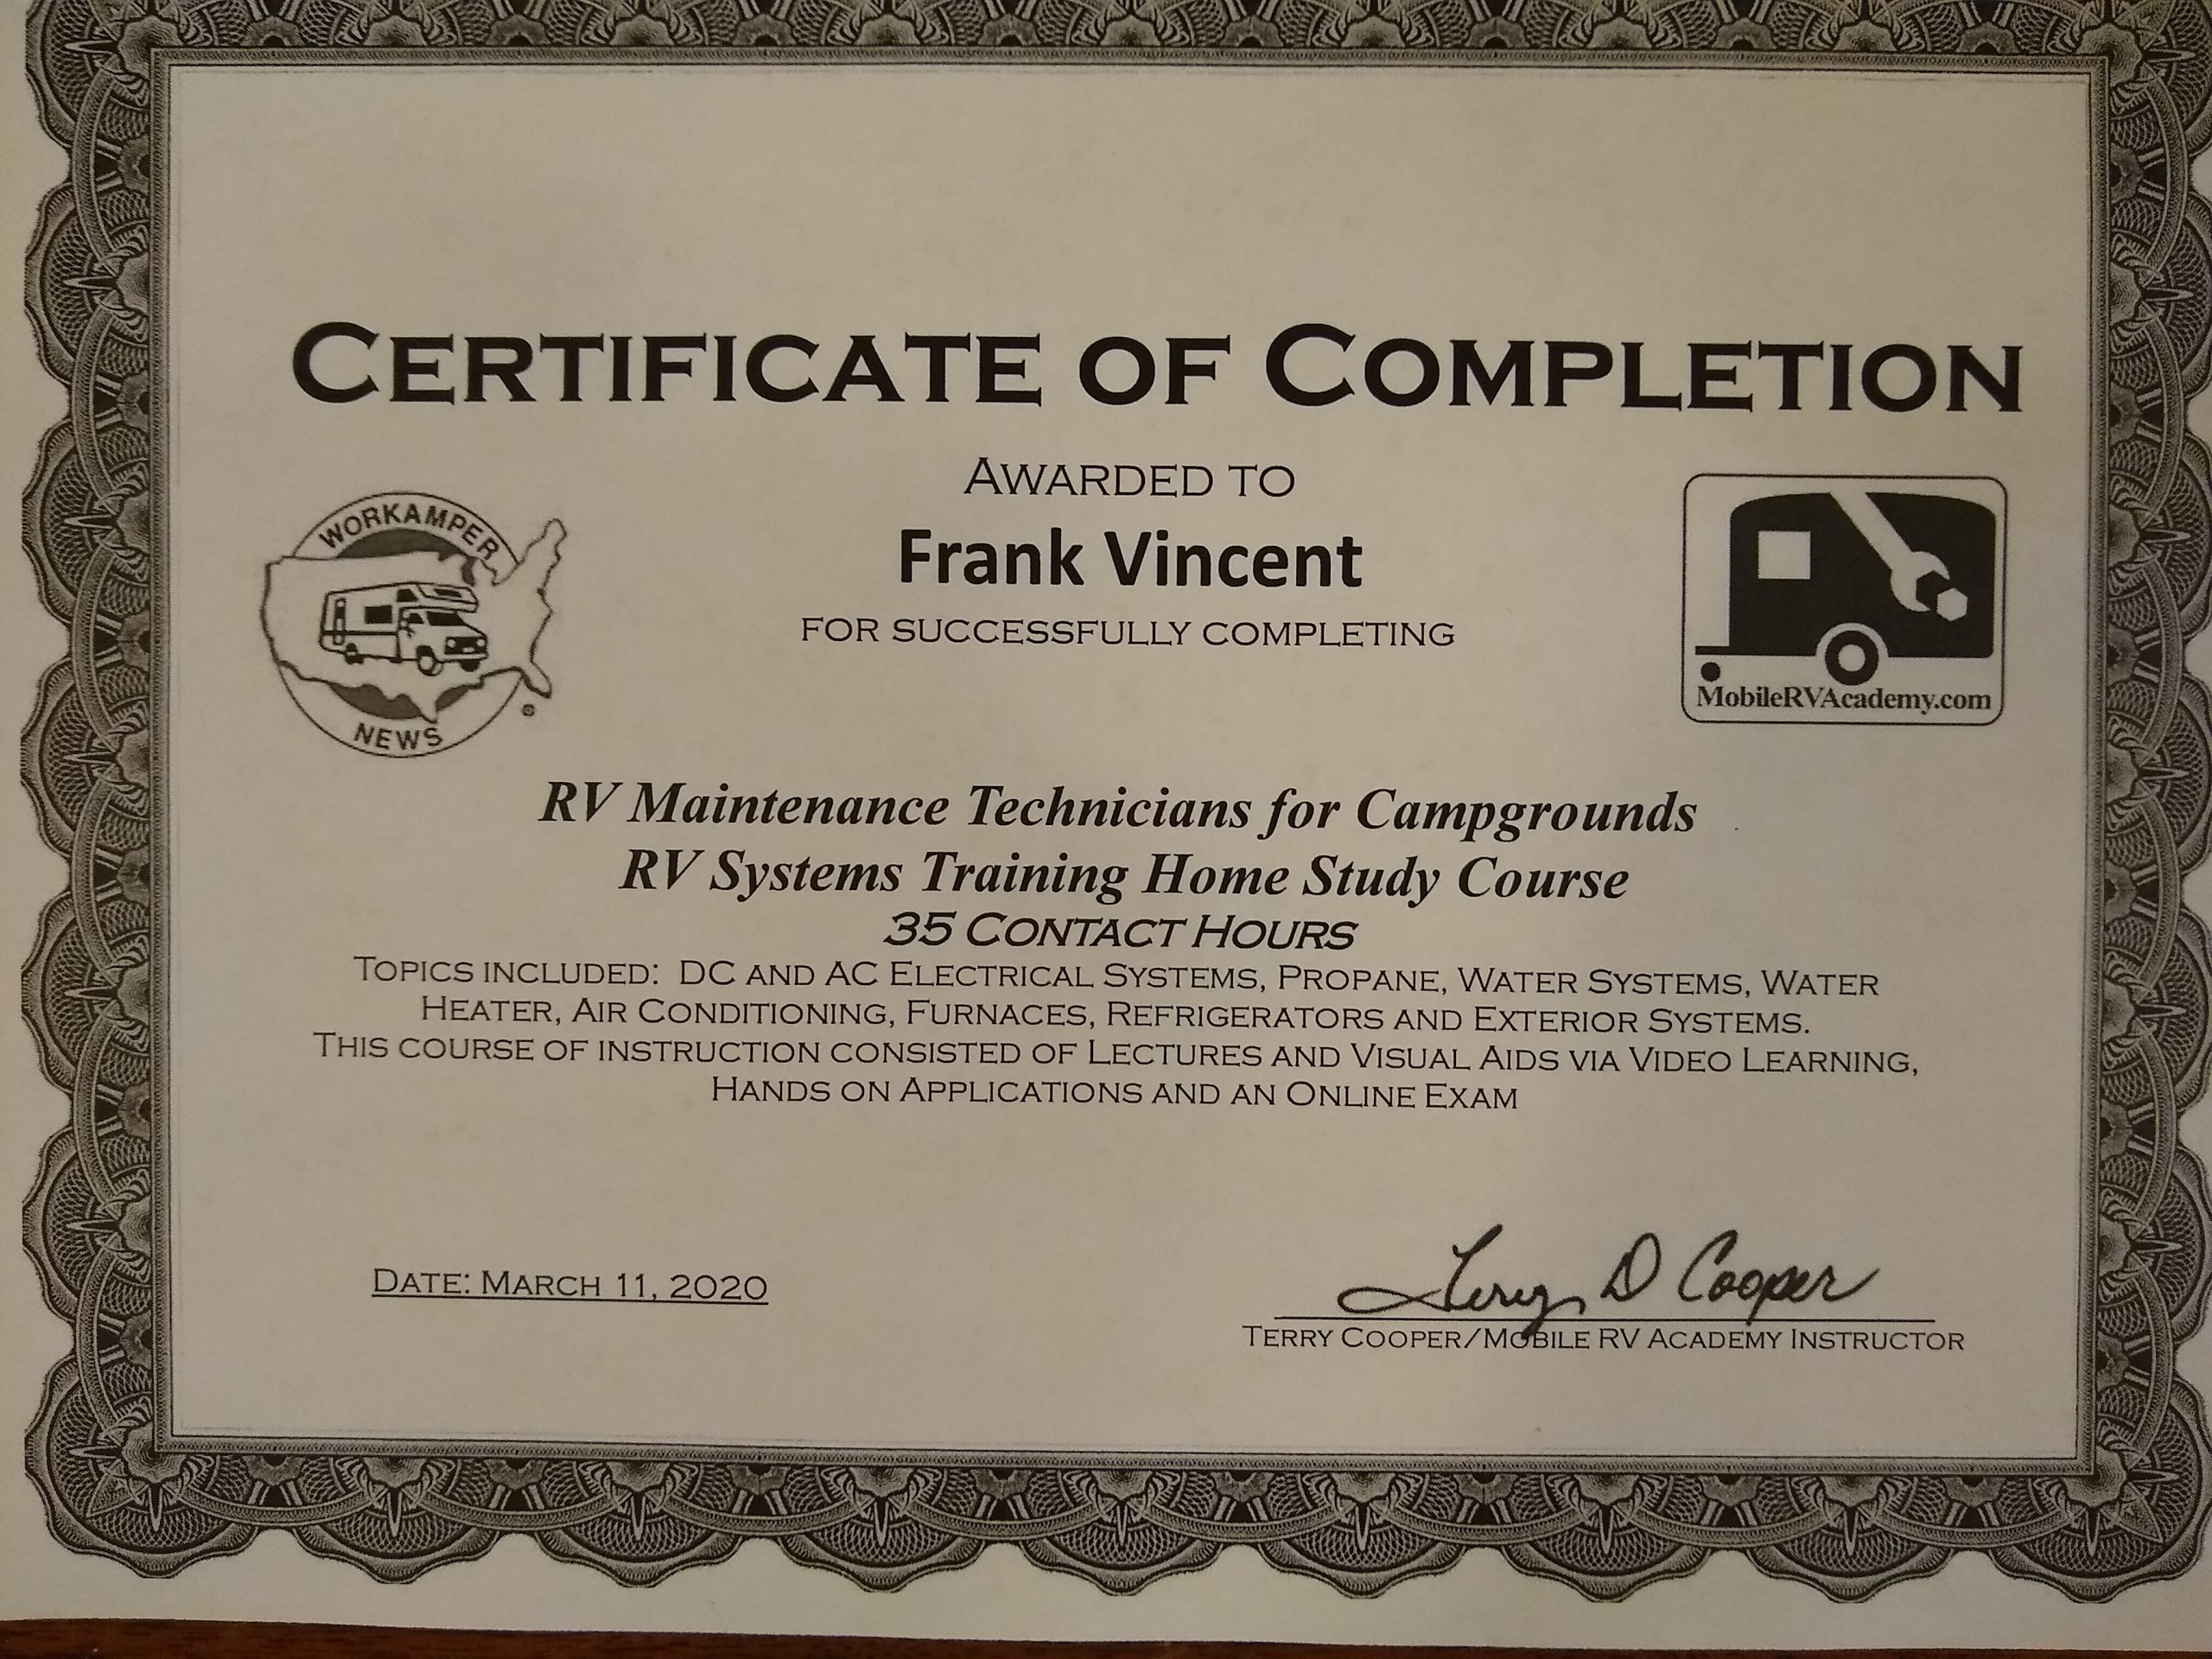 CERTIFICATE OF COMPLETION
AWARDED TO
Frank Vincent
FOR SUCCESSFULLY COMPLETING
WORKAMPER
NEWS
®
MobileRVAcademy.com
RV Maintenance Technicians for Campgrounds
RV Systems Training Home Study Course
35 CONTACT HOURS
TOPICS INCLUDED: DC AND AC ELECTRICAL SYSTEMS, PROPANE, WATER SYSTEMS, WATER
HEATER, AIR CONDITIONING, FURNACES, REFRIGERATORS AND EXTERIOR SYSTEMS.
THIS COURSE OF INSTRUCTION CONSISTED OF LECTURES AND VISUAL AIDS VIA VIDEO LEARNING,
HANDS ON APPLICATIONS AND AN ONLINE EXAM
DATE: MARCH 11, 2020
Terry D Cooper
TERRY COOPER/MOBILE RV ACADEMY INSTRUCTOR